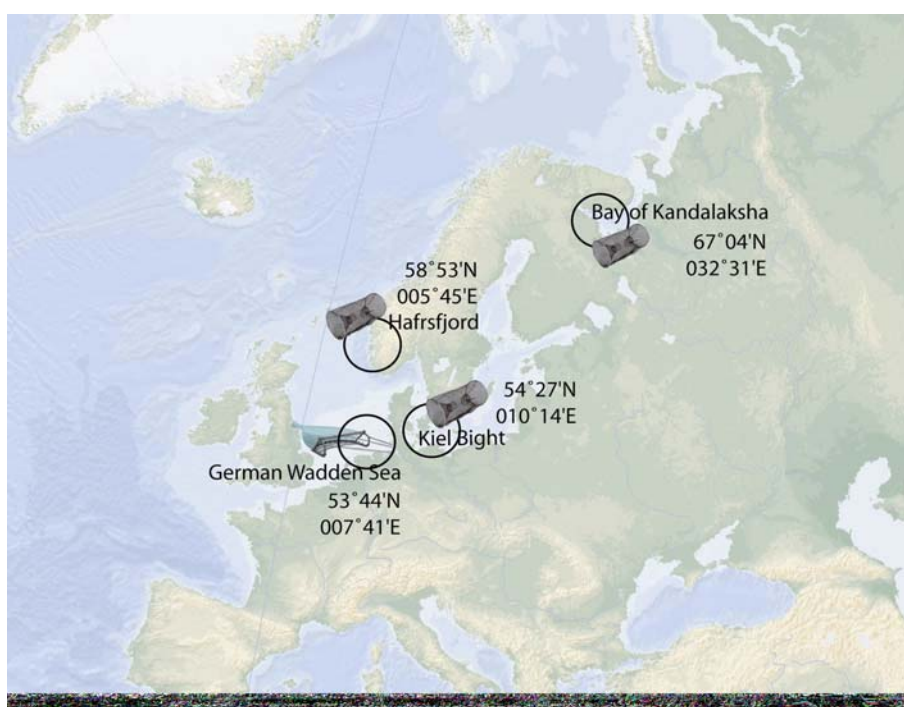 Bay of Kandalaksha
67˚04'N
032˚31'E
58˚53'N
005˚45'E
Hafrsfjord
54˚27'N
010˚14'E
Kiel Bight
German Wadden Sea
53˚44'N
007˚41'E